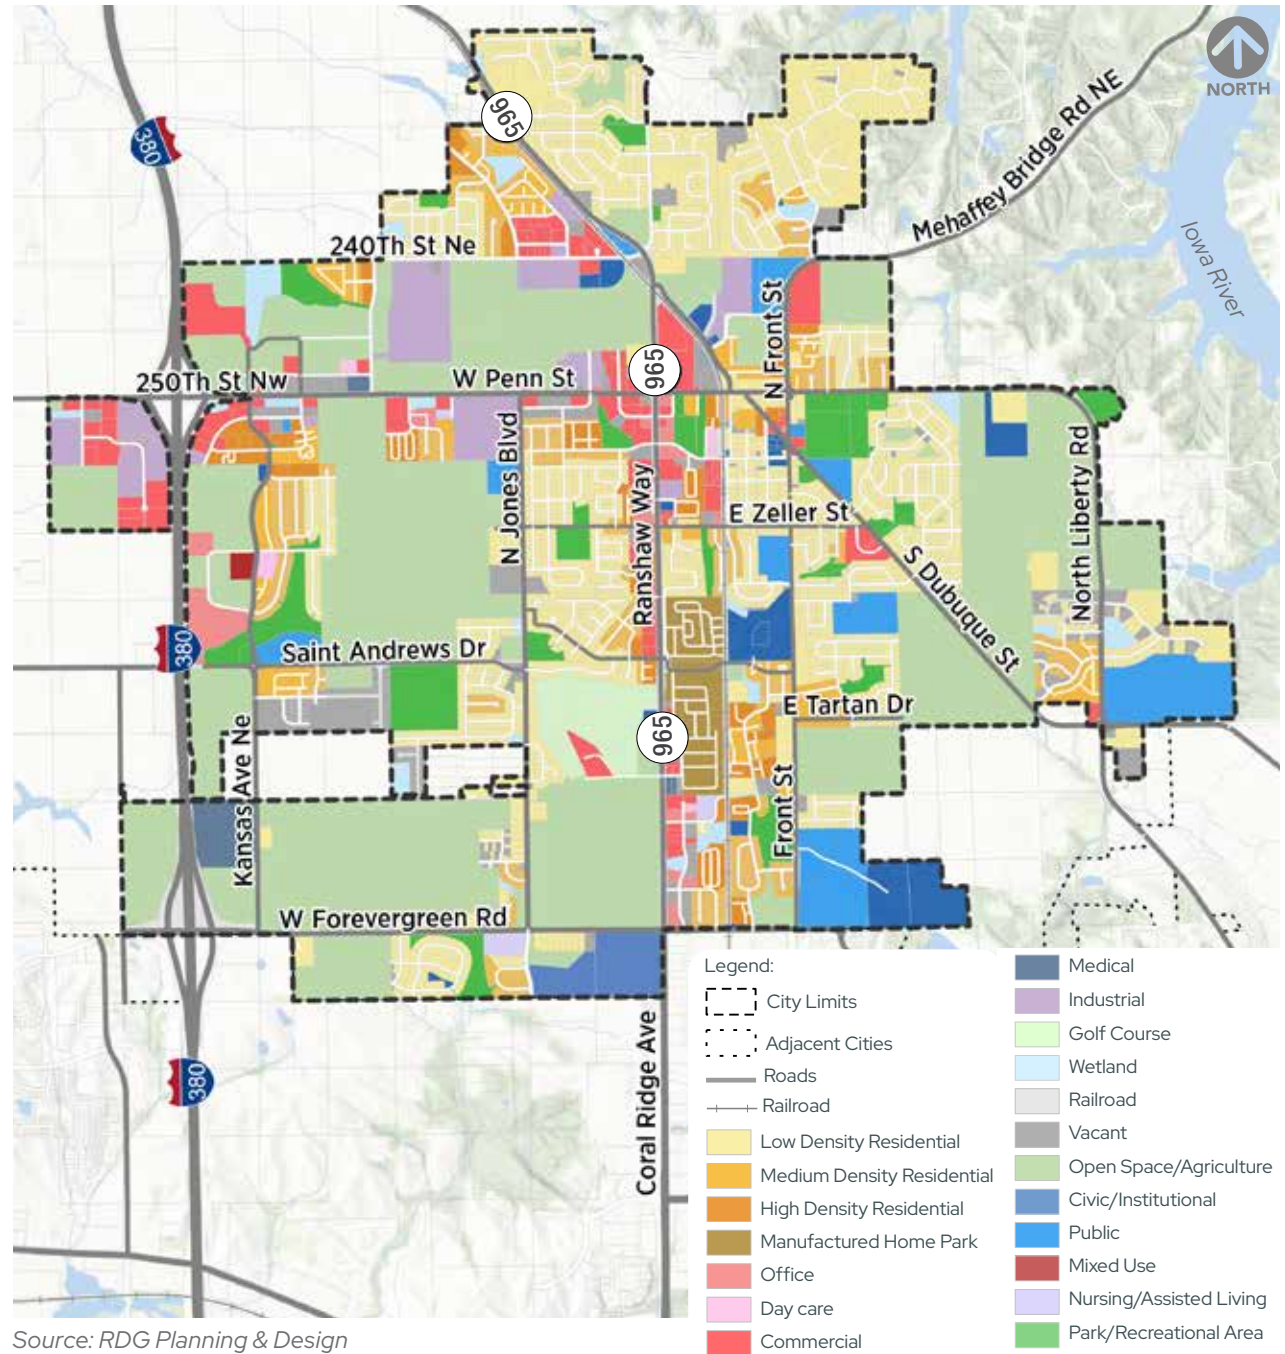 NORTH
965
380
Mehaffey Bridge Rd NE
Iowa River
240Th St Ne
N Front St
965
250Th St Nw
W Penn St
N Jones Blvd
Ranshaw Way
E Zeller St
North Liberty Rd
S Dubuque St
380
Saint Andrews Dr
E Tartan Dr
965
Kansas Ave Ne
Front St
W Forevergreen Rd
380
Coral Ridge Ave
Legend:
City Limits
Adjacent Cities
Roads
Railroad
Low Density Residential
Medium Density Residential
High Density Residential
Manufactured Home Park
Office
Day care
Commercial
Medical
Industrial
Golf Course
Wetland
Railroad
Vacant
Open Space/Agriculture
Civic/Institutional
Public
Mixed Use
Nursing/Assisted Living
Park/Recreational Area
Source: RDG Planning & Design